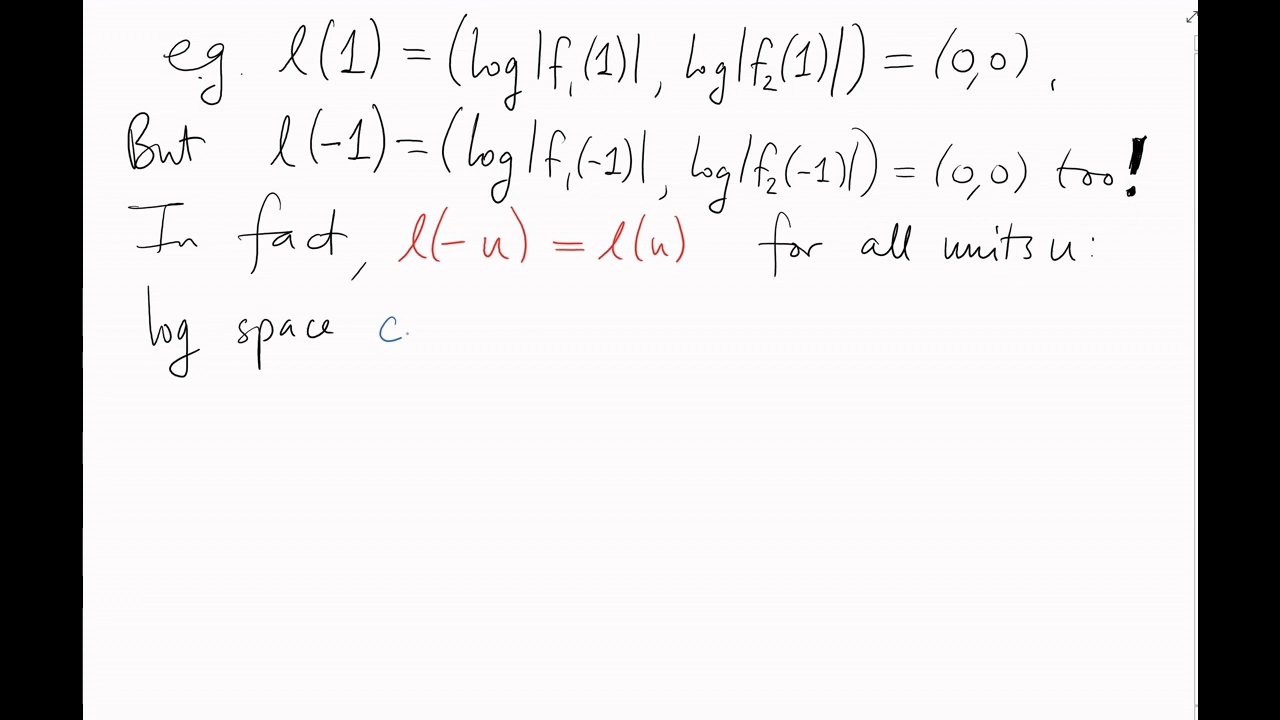 e.g. l(1) = (log|f₁(1)|, log|f₂(1)|) = (0,0).
But l(-1) = (log|f₁(-1)|, log|f₂(-1)|) = (0,0) too!
In fact, l(-u) = l(u) for all units u:
log space c